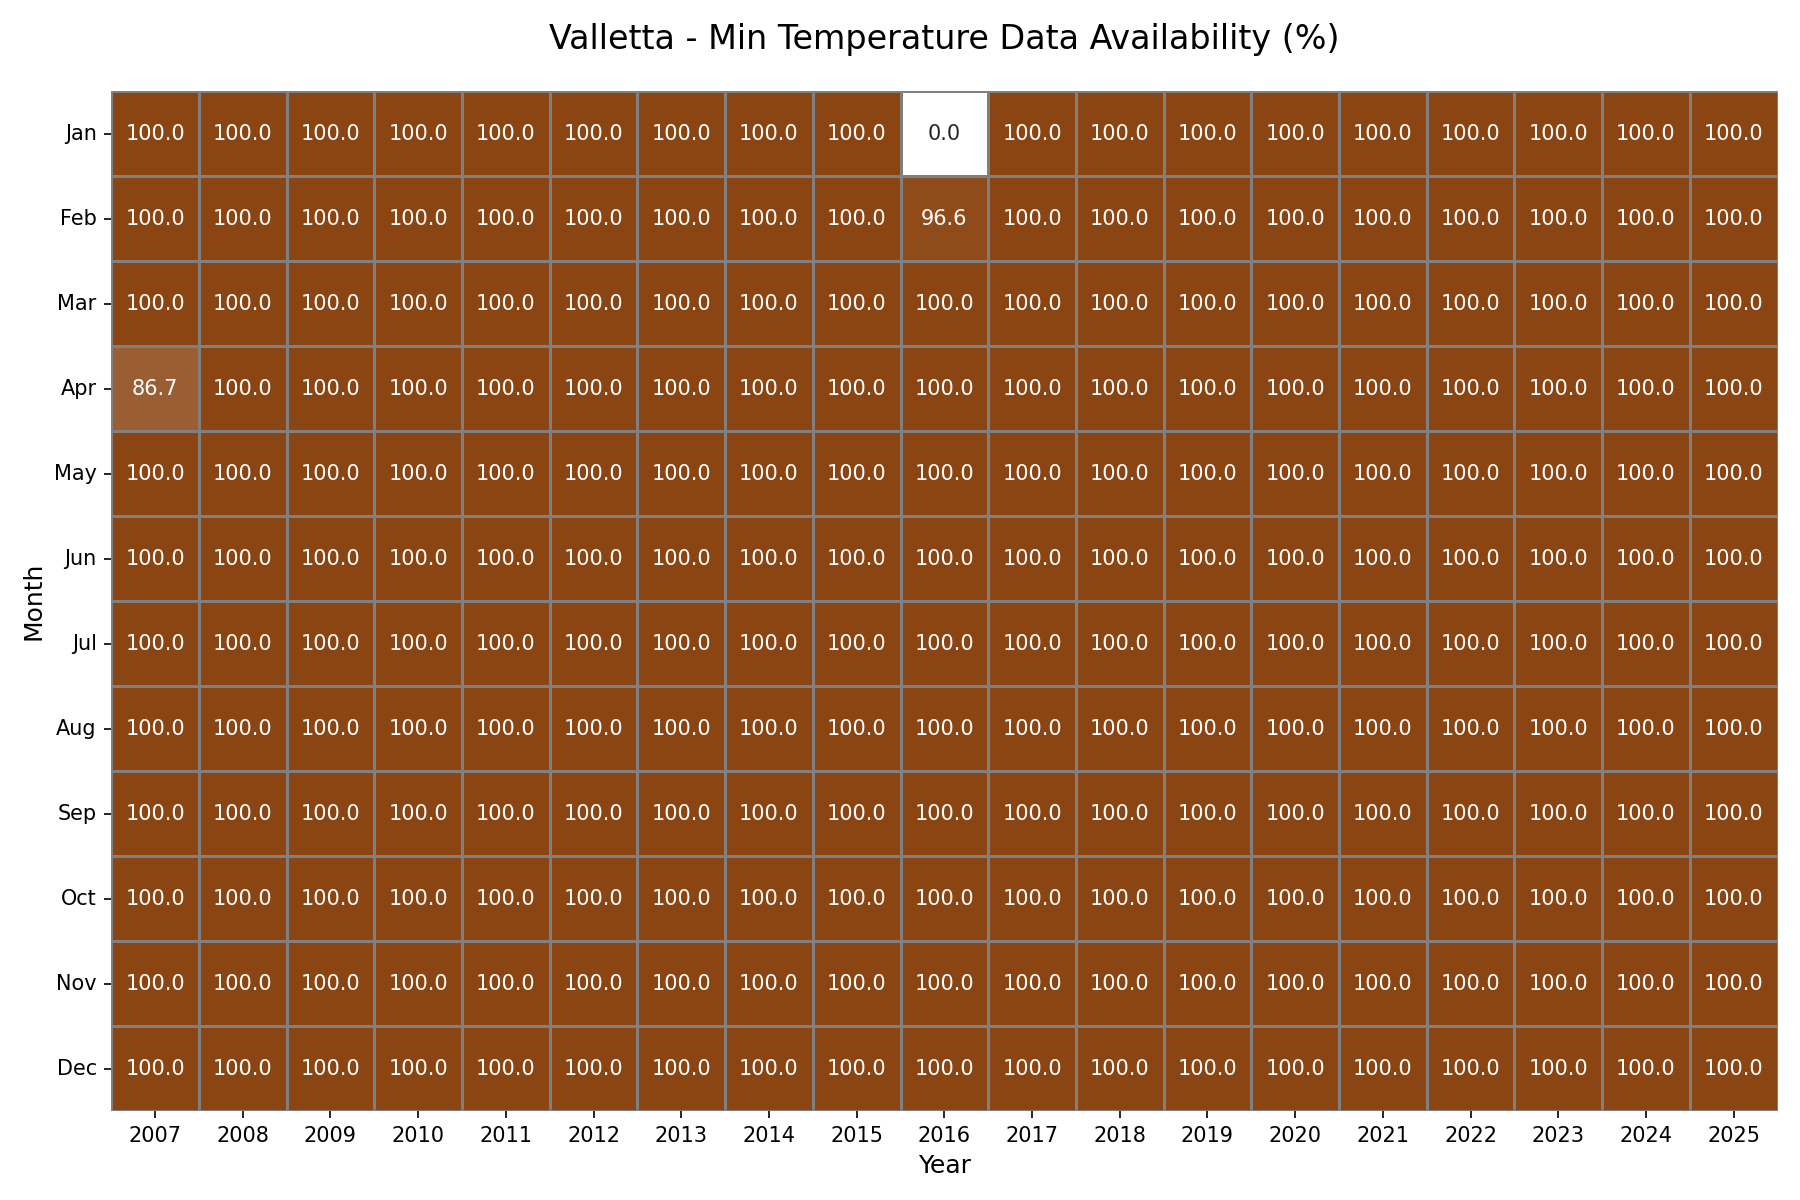 Valletta - Min Temperature Data Availability (%)
Jan 100.0 100.0 100.0 100.0 100.0 100.0 100.0 100.0 100.0 0.0 100.0 100.0 100.0 100.0 100.0 100.0 100.0 100.0 100.0
Feb 100.0 100.0 100.0 100.0 100.0 100.0 100.0 100.0 100.0 96.6 100.0 100.0 100.0 100.0 100.0 100.0 100.0 100.0 100.0
Mar 100.0 100.0 100.0 100.0 100.0 100.0 100.0 100.0 100.0 100.0 100.0 100.0 100.0 100.0 100.0 100.0 100.0 100.0 100.0
Apr 86.7 100.0 100.0 100.0 100.0 100.0 100.0 100.0 100.0 100.0 100.0 100.0 100.0 100.0 100.0 100.0 100.0 100.0 100.0
May 100.0 100.0 100.0 100.0 100.0 100.0 100.0 100.0 100.0 100.0 100.0 100.0 100.0 100.0 100.0 100.0 100.0 100.0 100.0
Jun 100.0 100.0 100.0 100.0 100.0 100.0 100.0 100.0 100.0 100.0 100.0 100.0 100.0 100.0 100.0 100.0 100.0 100.0 100.0
Jul 100.0 100.0 100.0 100.0 100.0 100.0 100.0 100.0 100.0 100.0 100.0 100.0 100.0 100.0 100.0 100.0 100.0 100.0 100.0
Aug 100.0 100.0 100.0 100.0 100.0 100.0 100.0 100.0 100.0 100.0 100.0 100.0 100.0 100.0 100.0 100.0 100.0 100.0 100.0
Sep 100.0 100.0 100.0 100.0 100.0 100.0 100.0 100.0 100.0 100.0 100.0 100.0 100.0 100.0 100.0 100.0 100.0 100.0 100.0
Oct 100.0 100.0 100.0 100.0 100.0 100.0 100.0 100.0 100.0 100.0 100.0 100.0 100.0 100.0 100.0 100.0 100.0 100.0 100.0
Nov 100.0 100.0 100.0 100.0 100.0 100.0 100.0 100.0 100.0 100.0 100.0 100.0 100.0 100.0 100.0 100.0 100.0 100.0 100.0
Dec 100.0 100.0 100.0 100.0 100.0 100.0 100.0 100.0 100.0 100.0 100.0 100.0 100.0 100.0 100.0 100.0 100.0 100.0 100.0
2007 2008 2009 2010 2011 2012 2013 2014 2015 2016 2017 2018 2019 2020 2021 2022 2023 2024 2025
Year
Month